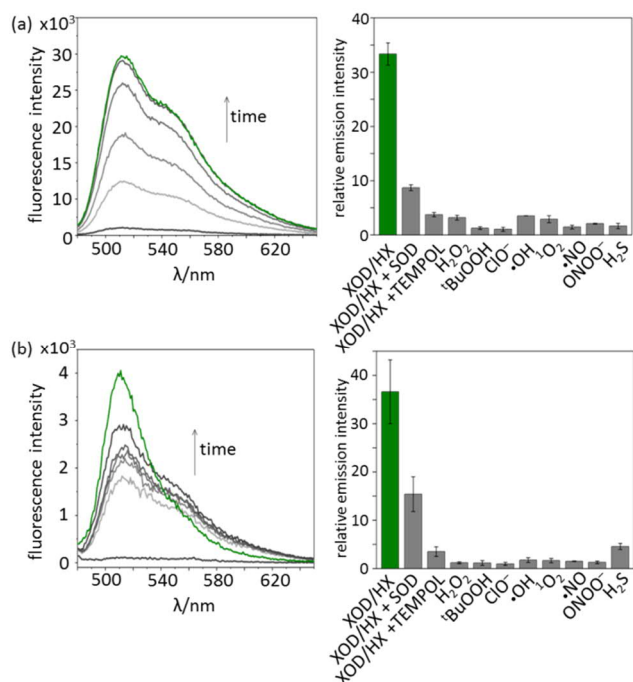 (a) x10³
fluorescence intensity
30
25
20
15
10
5
0
time
520 540 580 620
λ/nm
relative emission intensity
40
30
20
10
0
XOD/HX
XOD/HX + SOD
XOD/HX +TEMPOL
H₂O₂
ᵗBuOOH
ClO⁻
•OH
¹O₂
•NO
ONOO⁻
H₂S
(b) x10³
fluorescence intensity
4
3
2
1
0
time
500 540 580 620
λ/nm
relative emission intensity
40
30
20
10
0
XOD/HX
XOD/HX + SOD
XOD/HX +TEMPOL
H₂O₂
ᵗBuOOH
ClO⁻
•OH
¹O₂
•NO
ONOO⁻
H₂S